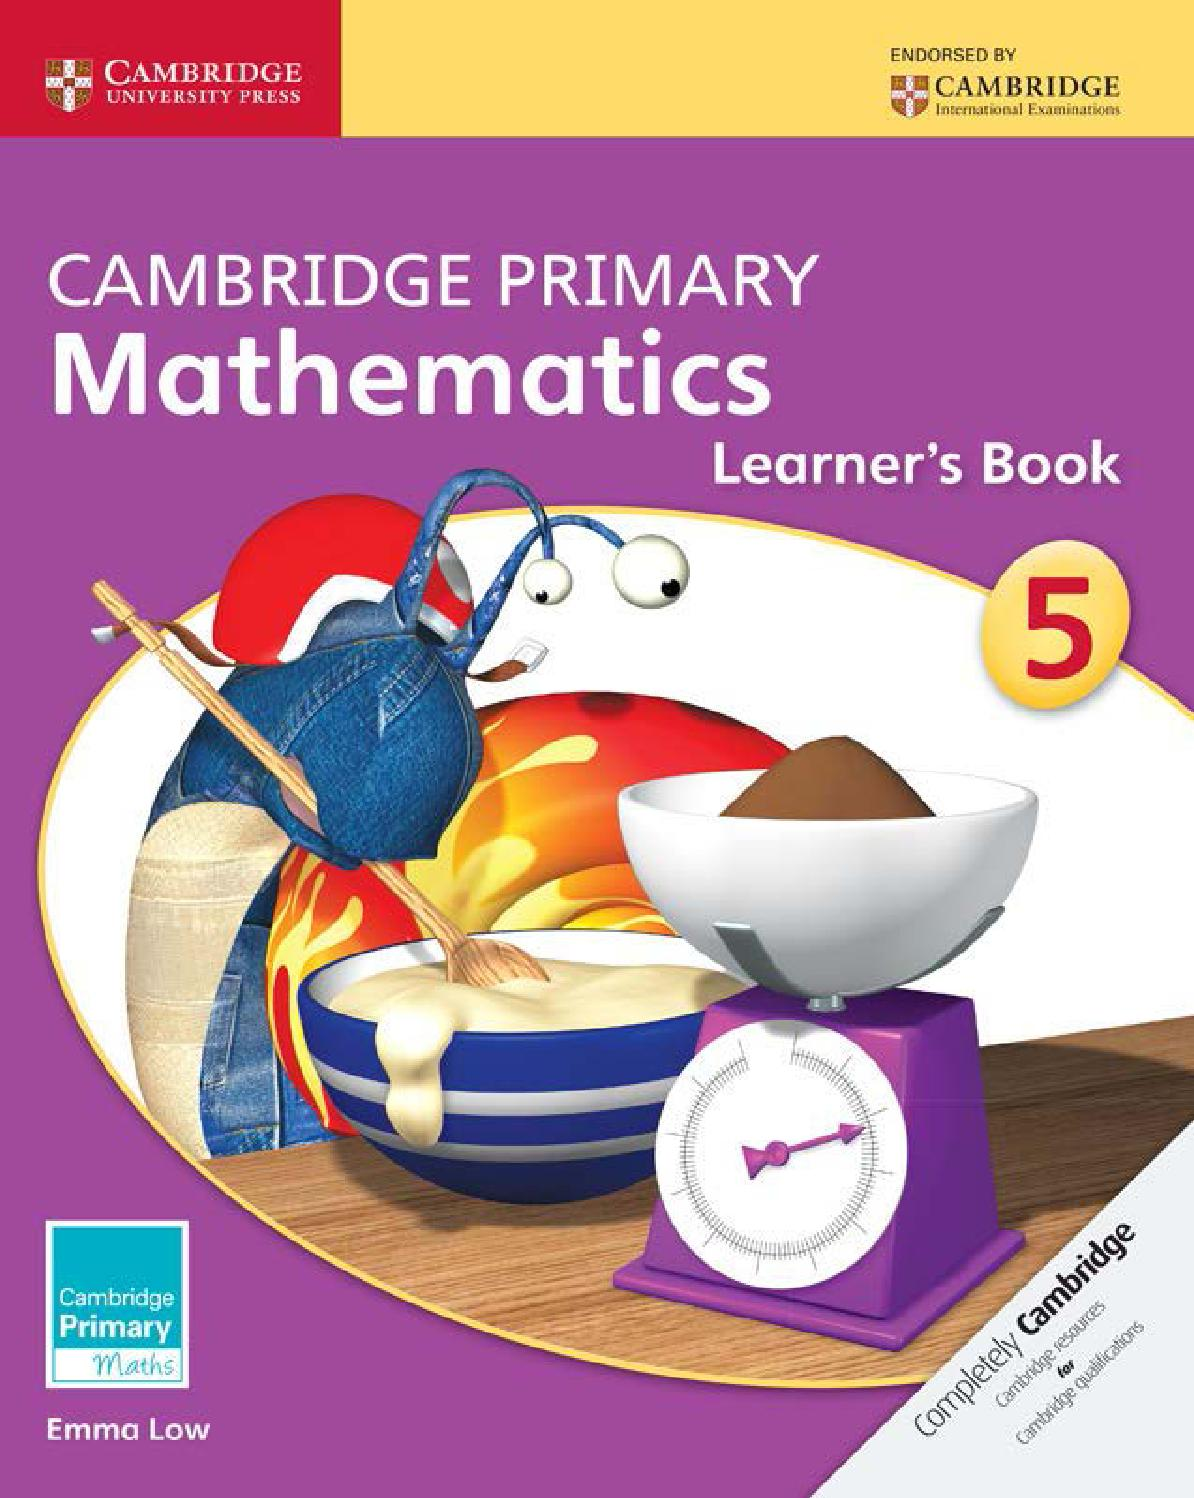 CAMBRIDGE
UNIVERSITY PRESS
ENDORSED BY
CAMBRIDGE
International Examinations
CAMBRIDGE PRIMARY
Mathematics
Learner's Book
5
Cambridge
Primary
Maths
Emma Low
Completely Cambridge
Cambridge resources
for
Cambridge qualifications